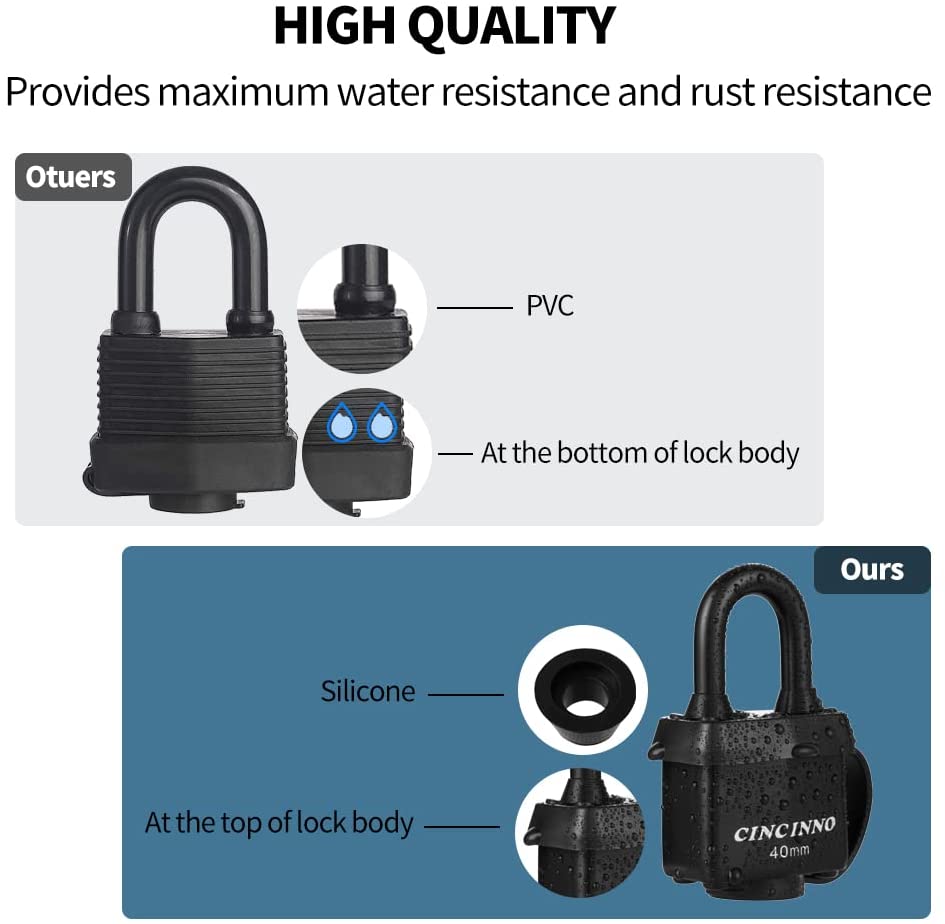 HIGH QUALITY
Provides maximum water resistance and rust resistance
Otuers
PVC
At the bottom of lock body
Ours
Silicone
At the top of lock body
CINCINNO
40mm